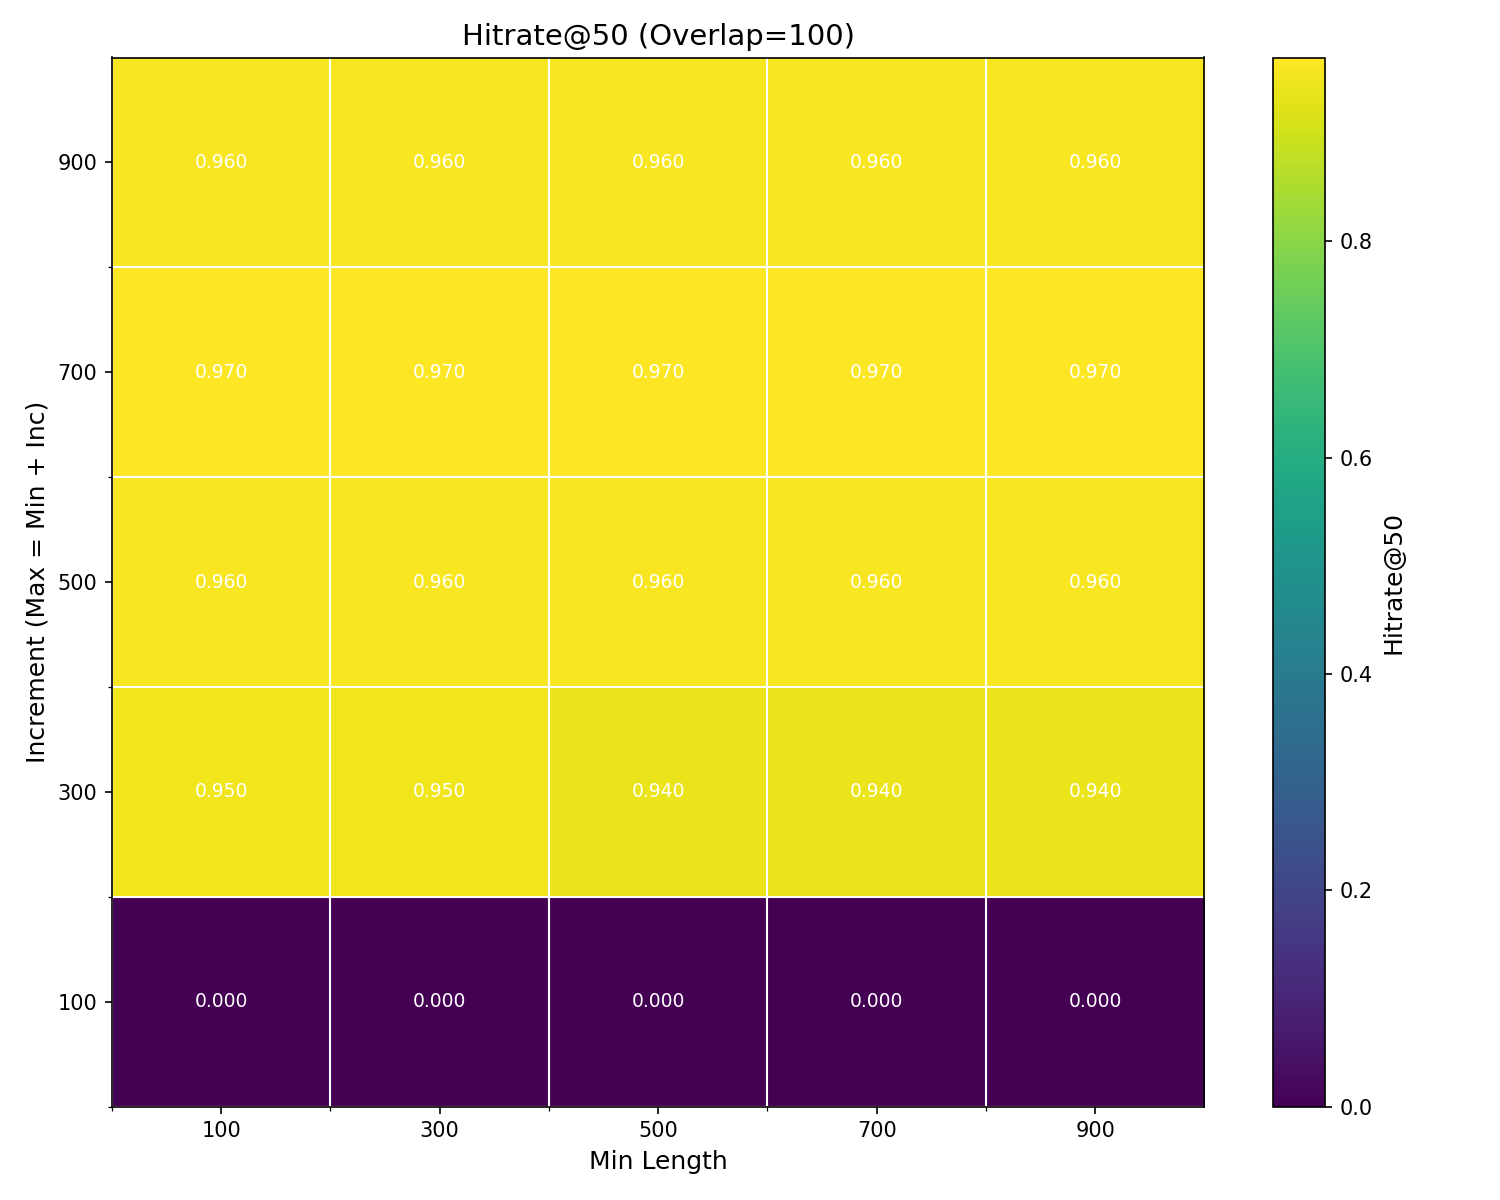 Hitrate@50 (Overlap=100)
Increment (Max = Min + Inc)
900
0.960 0.960 0.960 0.960 0.960
700
0.970 0.970 0.970 0.970 0.970
500
0.960 0.960 0.960 0.960 0.960
300
0.950 0.950 0.940 0.940 0.940
100
0.000 0.000 0.000 0.000 0.000
100 300 500 700 900
Min Length
0.8
0.6
0.4
0.2
0.0
Hitrate@50